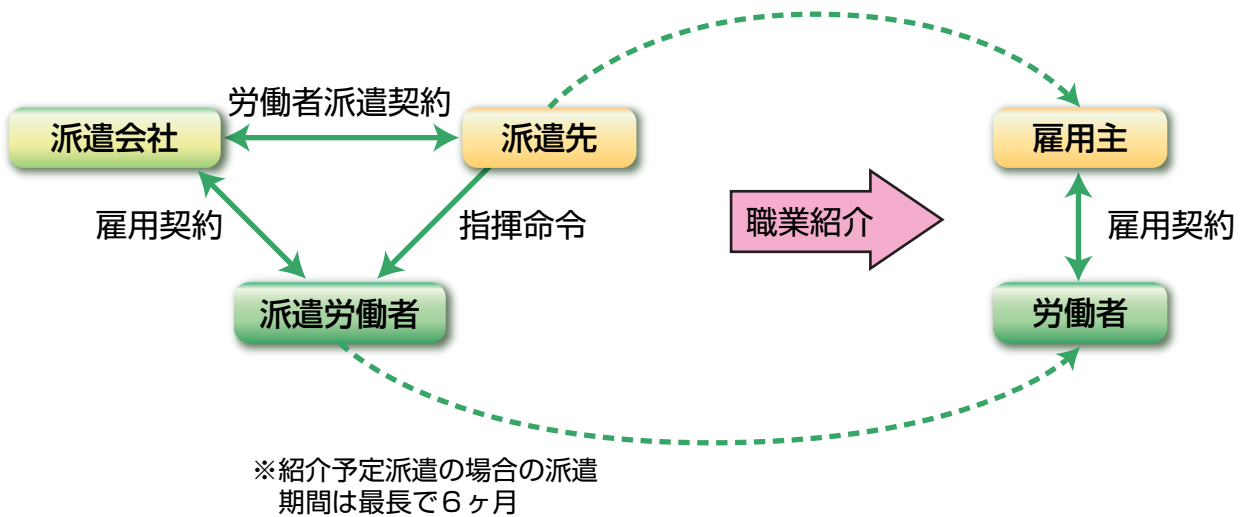 労働者派遣契約
派遣会社
派遣先
雇用主
雇用契約
指揮命令
職業紹介
雇用契約
派遣労働者
労働者
※紹介予定派遣の場合の派遣
期間は最長で６ヶ月